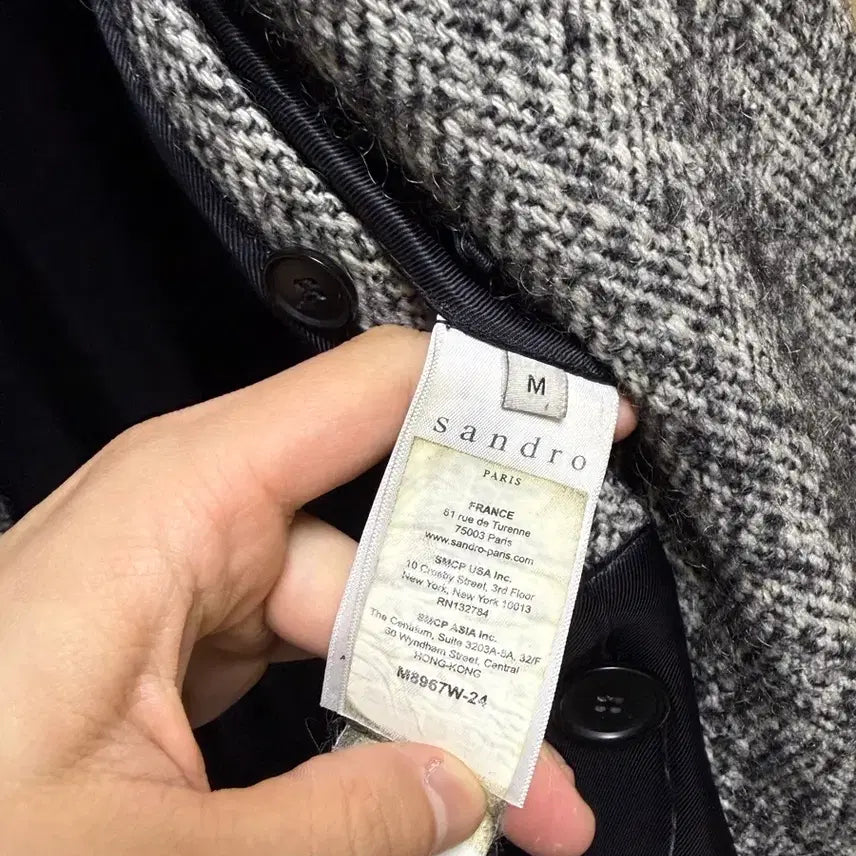 M
sandro
PARIS
FRANCE
61 rue de Turenne
75003 Paris
www.sandro-paris.com
SMCP USA Inc.
10 Crosby Street, 3rd Floor
New York, New York 10013
RN132784
SMCP ASIA Inc.
The Centrium, Suite 3203A-5A, 32/F
30 Wyndham Street, Central
HONG-KONG
M8967W-24